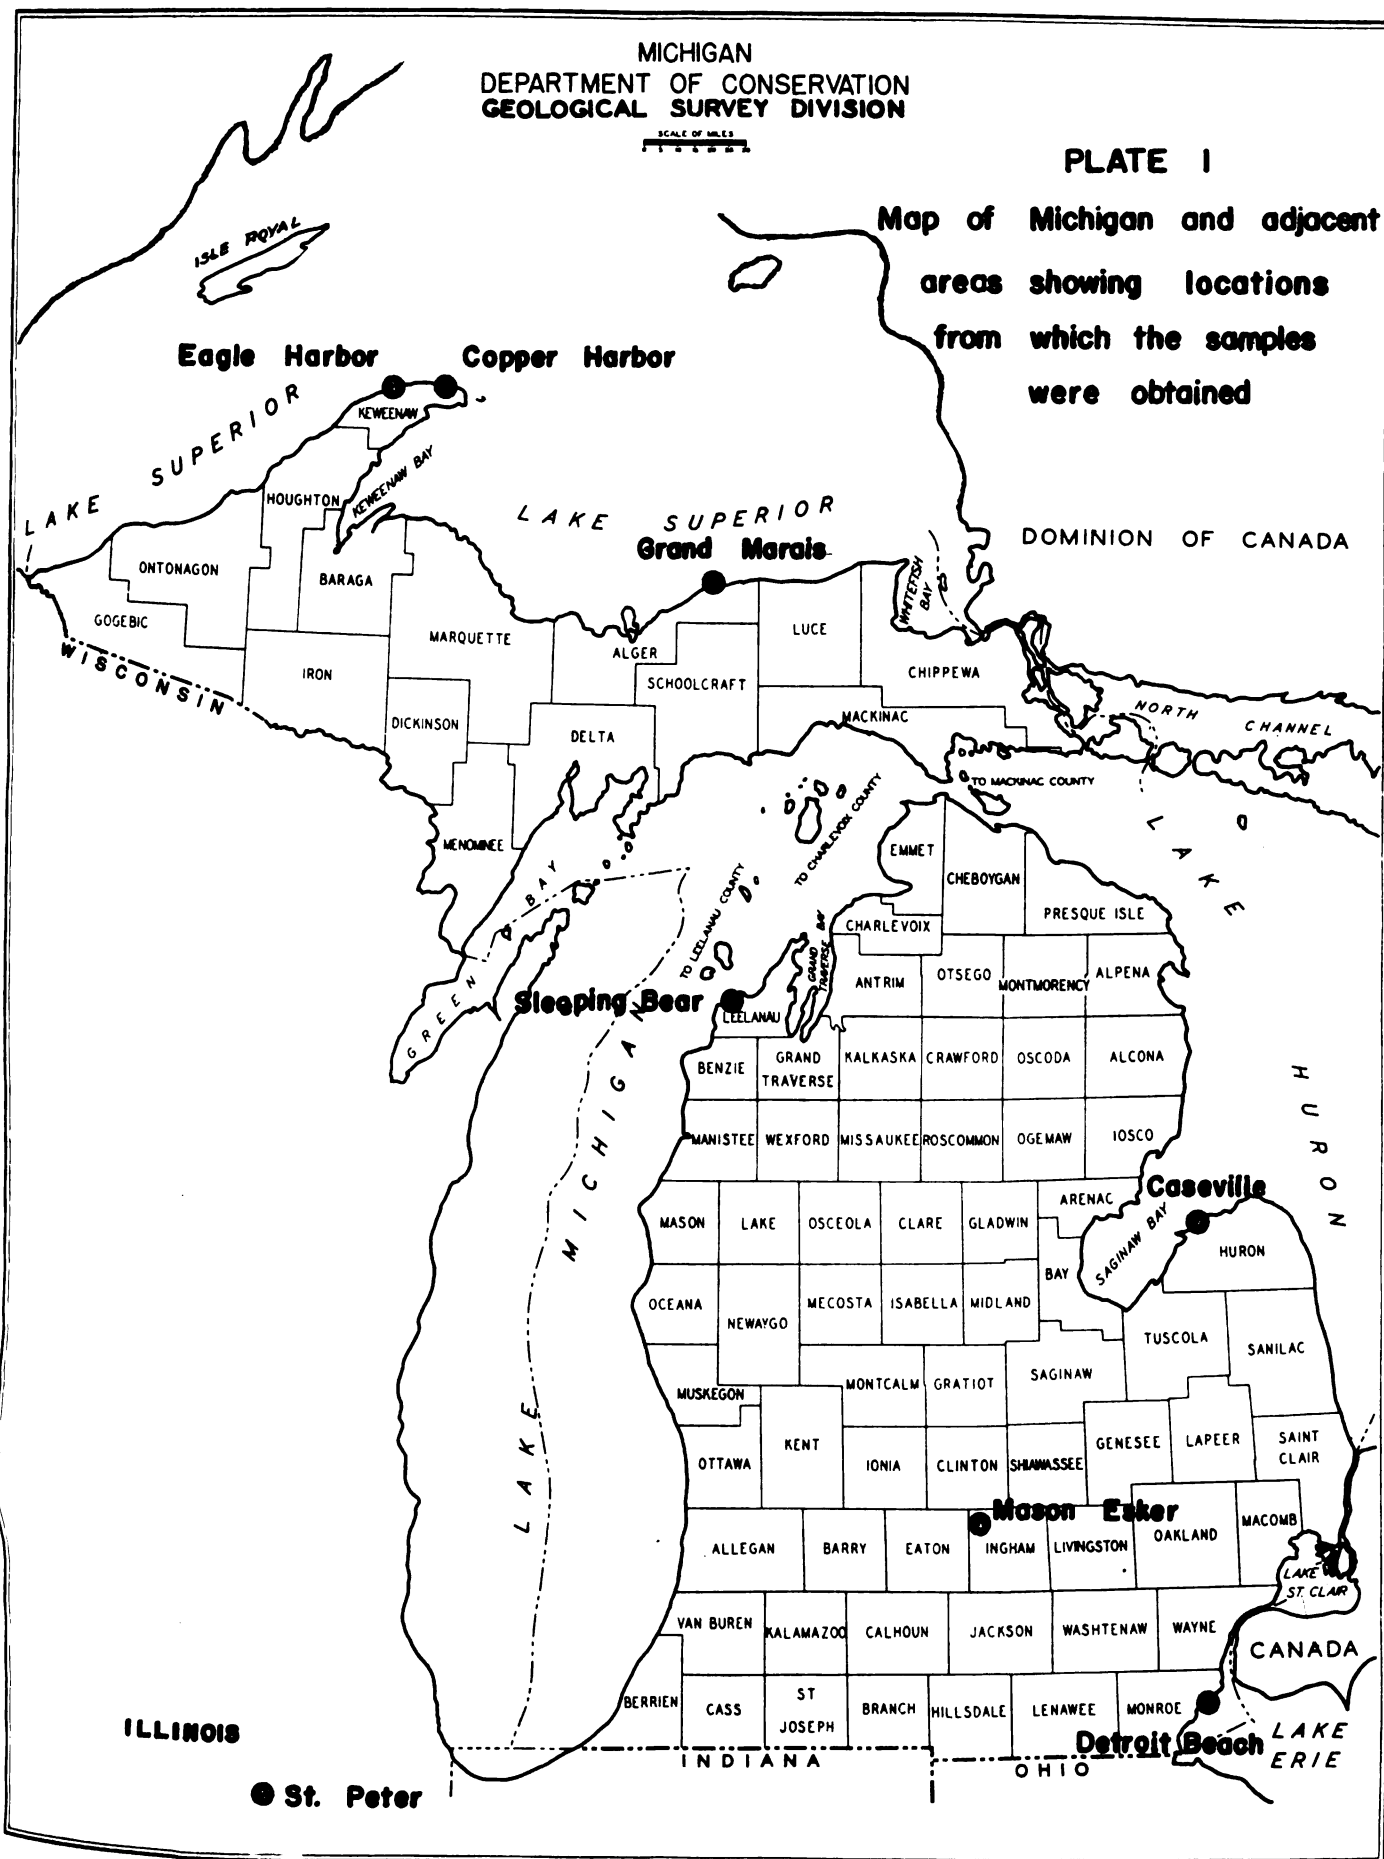 MICHIGAN
DEPARTMENT OF CONSERVATION
GEOLOGICAL SURVEY DIVISION
SCALE OF MILES
PLATE I
Map of Michigan and adjacent
areas showing locations
from which the samples
were obtained
ISLE ROYAL
Eagle Harbor
Copper Harbor
KEWEENAW
LAKE SUPERIOR
KEWEENAW BAY
HOUGHTON
LAKE SUPERIOR
Grand Marais
DOMINION OF CANADA
ONTONAGON
BARAGA
WHITEFISH
BAY
GOGEBIC
MARQUETTE
LUCE
ALGER
WISCONSIN
IRON
SCHOOLCRAFT
CHIPPEWA
DICKINSON
MACKINAC
NORTH CHANNEL
DELTA
TO MACKINAC COUNTY
MENOMINEE
TO CHARLEVOIX COUNTY
EMMET
CHEBOYGAN
LAKE HURON
GREEN BAY
TO LEELANAU COUNTY
PRESQUE ISLE
CHARLEVOIX
GRAND
TRAVERSE BAY
ANTRIM
OTSEGO
MONTMORENCY
ALPENA
Sleeping Bear
LEELANAU
LAKE MICHIGAN
BENZIE
GRAND
TRAVERSE
KALKASKA
CRAWFORD
OSCODA
ALCONA
MANISTEE
WEXFORD
MISSAUKEE
ROSCOMMON
OGEMAW
IOSCO
Caseville
ARENAC
SAGINAW BAY
MASON
LAKE
OSCEOLA
CLARE
GLADWIN
HURON
BAY
OCEANA
NEWAYGO
MECOSTA
ISABELLA
MIDLAND
TUSCOLA
SANILAC
MUSKEGON
MONTCALM
GRATIOT
SAGINAW
OTTAWA
KENT
IONIA
CLINTON
SHIAWASSEE
GENESEE
LAPEER
SAINT
CLAIR
Mason Esker
ALLEGAN
BARRY
EATON
INGHAM
LIVINGSTON
OAKLAND
MACOMB
LAKE
ST. CLAIR
VAN BUREN
KALAMAZOO
CALHOUN
JACKSON
WASHTENAW
WAYNE
CANADA
BERRIEN
CASS
ST
JOSEPH
BRANCH
HILLSDALE
LENAWEE
MONROE
ILLINOIS
Detroit Beach
LAKE
ERIE
INDIANA
OHIO
St. Peter